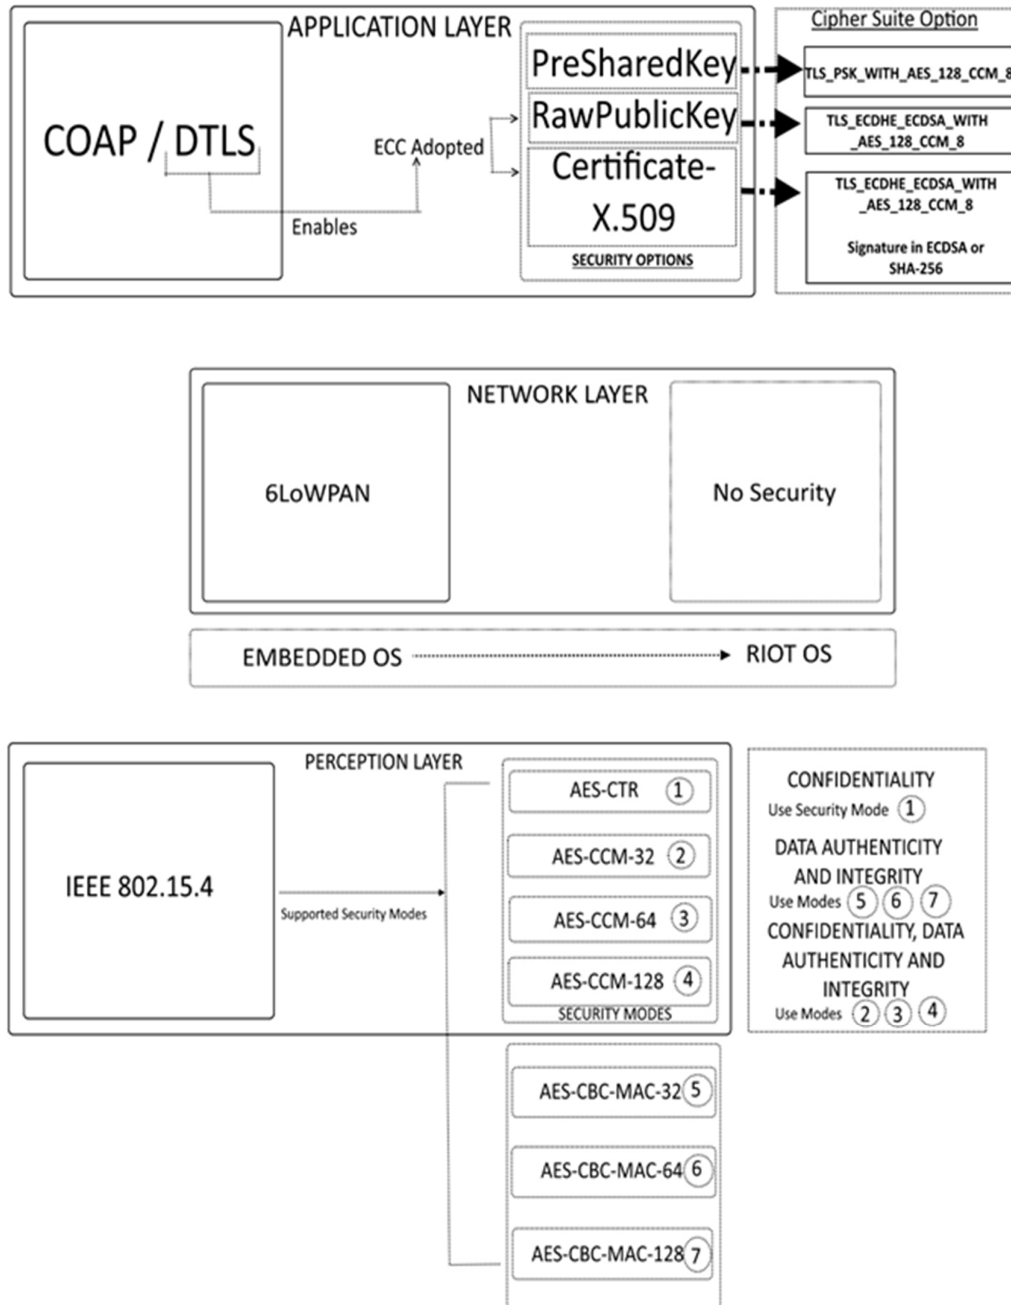 APPLICATION LAYER
COAP / DTLS
Enables
ECC Adopted
PreSharedKey
RawPublicKey
Certificate-
X.509
SECURITY OPTIONS
Cipher Suite Option
TLS_PSK_WITH_AES_128_CCM_8
TLS_ECDHE_ECDSA_WITH
_AES_128_CCM_8
TLS_ECDHE_ECDSA_WITH
_AES_128_CCM_8
Signature in ECDSA or
SHA-256
NETWORK LAYER
6LoWPAN
No Security
EMBEDDED OS
RIOT OS
PERCEPTION LAYER
IEEE 802.15.4
Supported Security Modes
AES-CTR 1
AES-CCM-32 2
AES-CCM-64 3
AES-CCM-128 4
SECURITY MODES
AES-CBC-MAC-32 5
AES-CBC-MAC-64 6
AES-CBC-MAC-128 7
CONFIDENTIALITY
Use Security Mode 1
DATA AUTHENTICITY
AND INTEGRITY
Use Modes 5 6 7
CONFIDENTIALITY, DATA
AUTHENTICITY AND
INTEGRITY
Use Modes 2 3 4